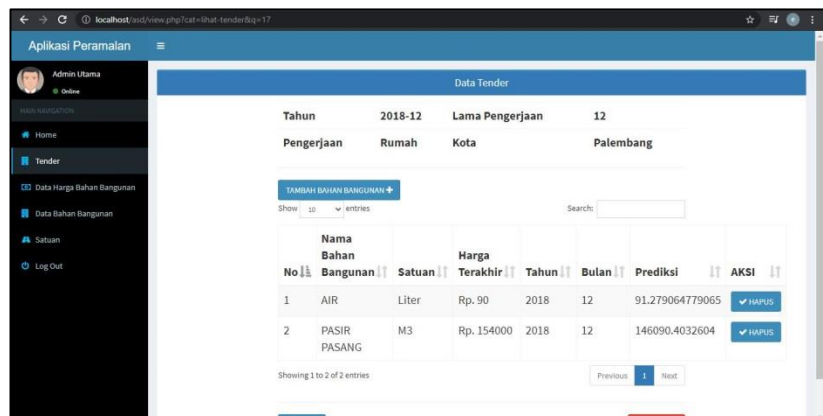 localhost/asd/view.php?cat=lihat-tender&q=17
Aplikasi Peramalan
Admin Utama
Online
MAIN NAVIGATION
Home
Tender
Data Harga Bahan Bangunan
Data Bahan Bangunan
Satuan
Log Out
Data Tender
Tahun 2018-12 Lama Pengerjaan 12
Pengerjaan Rumah Kota Palembang
TAMBAH BAHAN BANGUNAN
Show 10 entries Search:
No Nama Bahan Bangunan Satuan Harga Terakhir Tahun Bulan Prediksi AKSI
1 AIR Liter Rp. 90 2018 12 91.279064779065 HAPUS
2 PASIR PASANG M3 Rp. 154000 2018 12 146090.4032604 HAPUS
Showing 1 to 2 of 2 entries Previous 1 Next